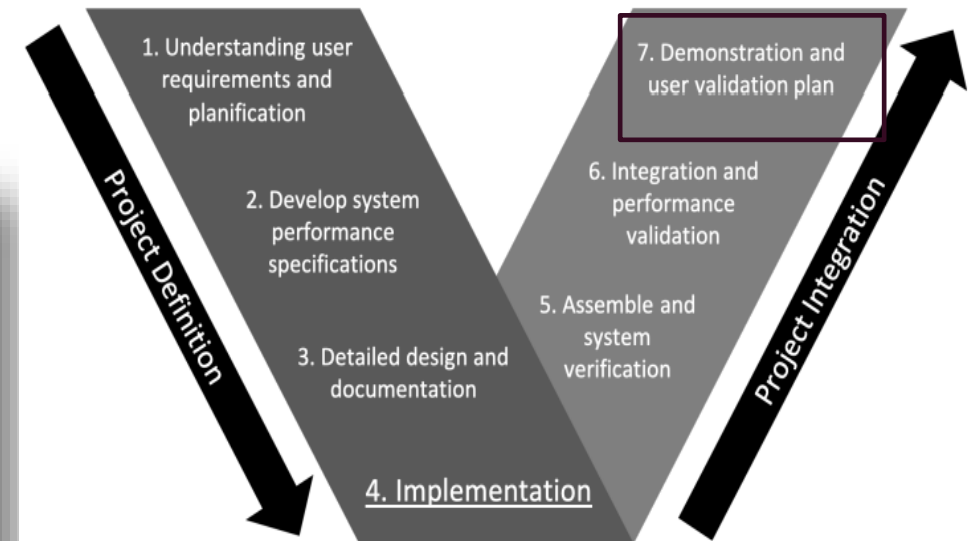 1. Understanding user
requirements and
planification
2. Develop system
performance
specifications
3. Detailed design and
documentation
4. Implementation
5. Assemble and
system
verification
6. Integration and
performance
validation
7. Demonstration and
user validation plan
Project Definition
Project Integration